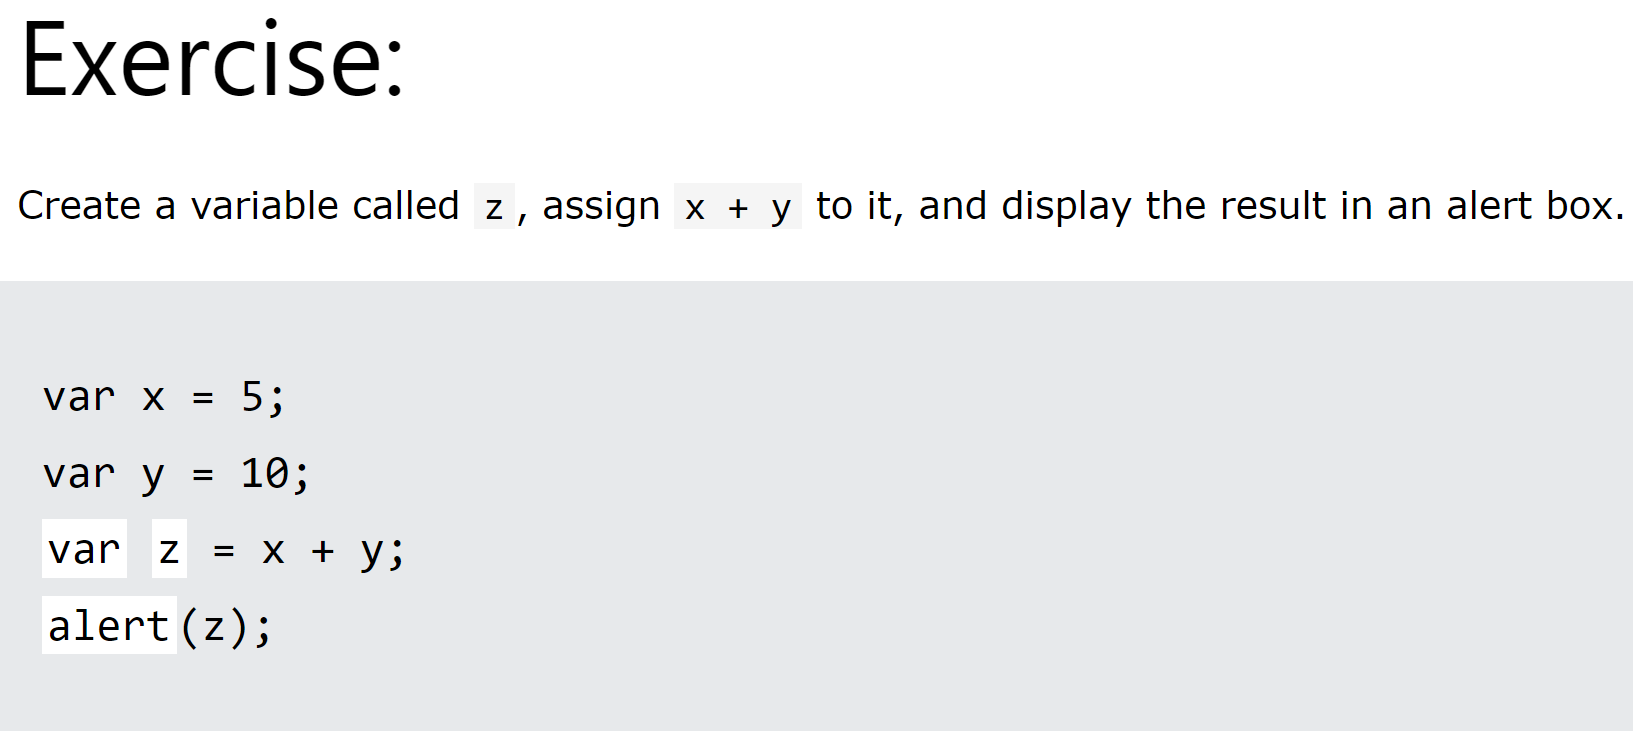 Exercise:
Create a variable called z, assign x + y to it, and display the result in an alert box.
var x = 5;
var y = 10;
var z = x + y;
alert(z);